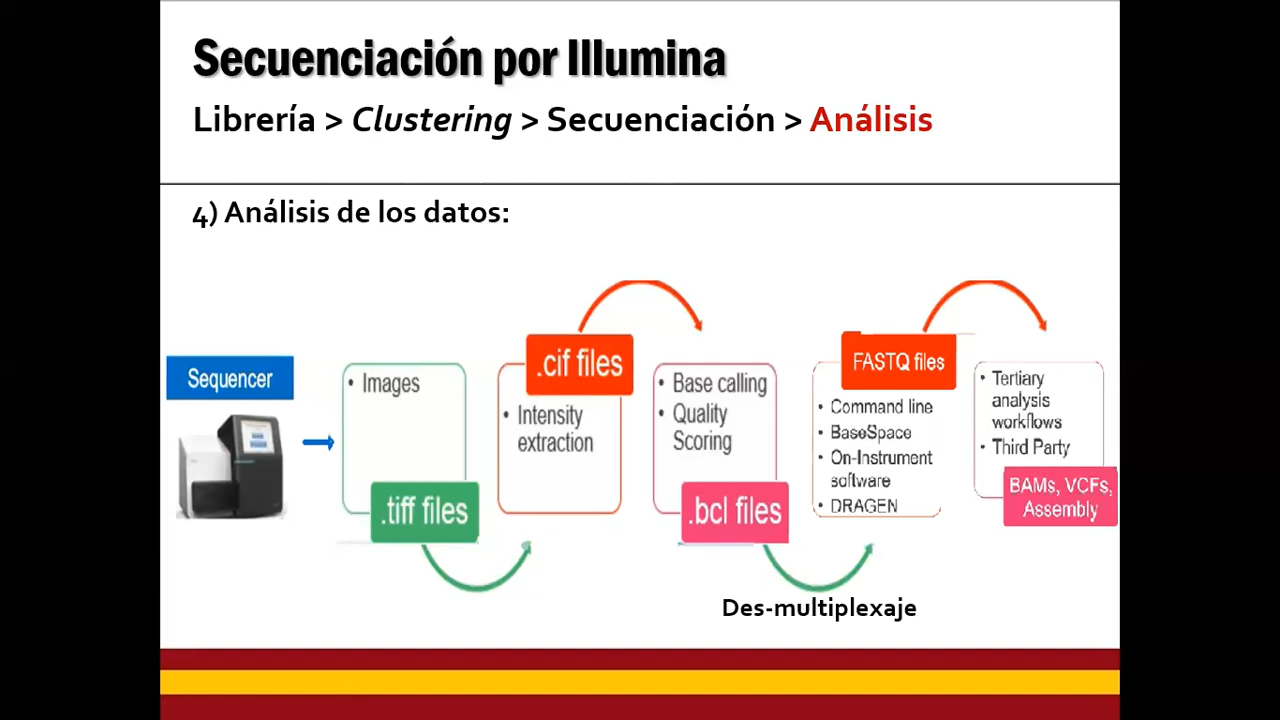 Secuenciación por Illumina
Librería > Clustering > Secuenciación > Análisis
4) Análisis de los datos:
Sequencer
• Images
.tiff files
.cif files
• Intensity
extraction
• Base calling
• Quality
Scoring
.bcl files
Des-multiplexaje
FASTQ files
• Command line
• BaseSpace
• On-Instrument
software
• DRAGEN
• Tertiary
analysis
workflows
• Third Party
BAMs, VCFs,
Assembly